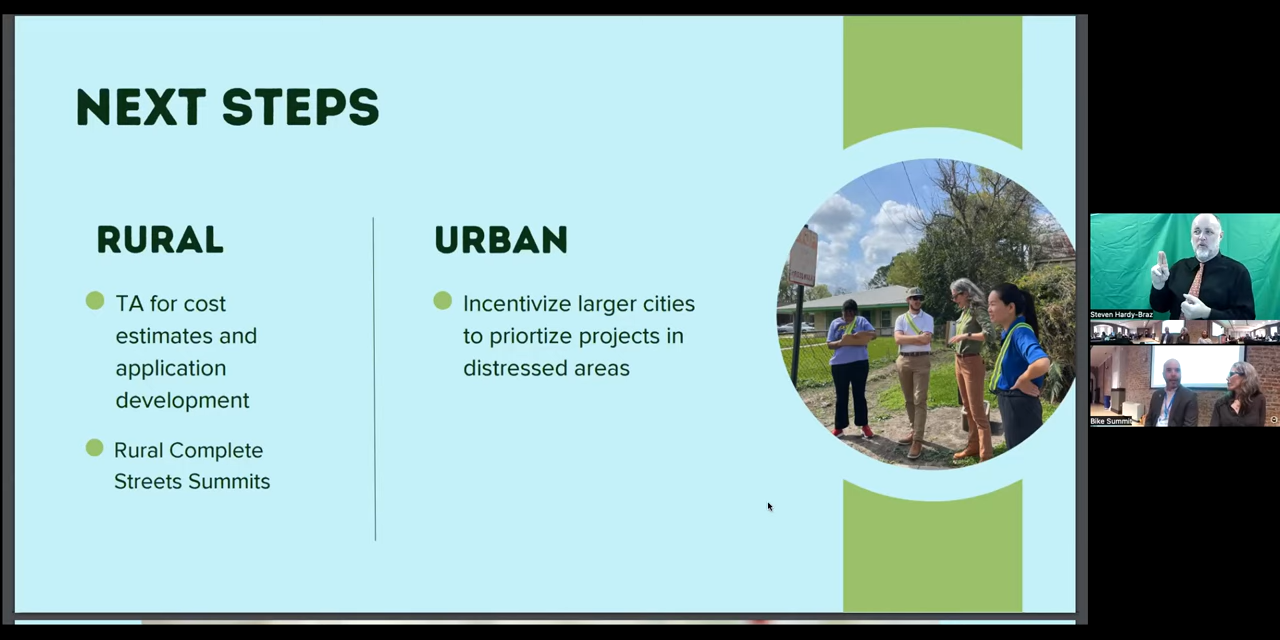 NEXT STEPS
RURAL
TA for cost
estimates and
application
development
Rural Complete
Streets Summits
URBAN
Incentivize larger cities
to priortize projects in
distressed areas
Steven Hardy-Braz
Bike Summit